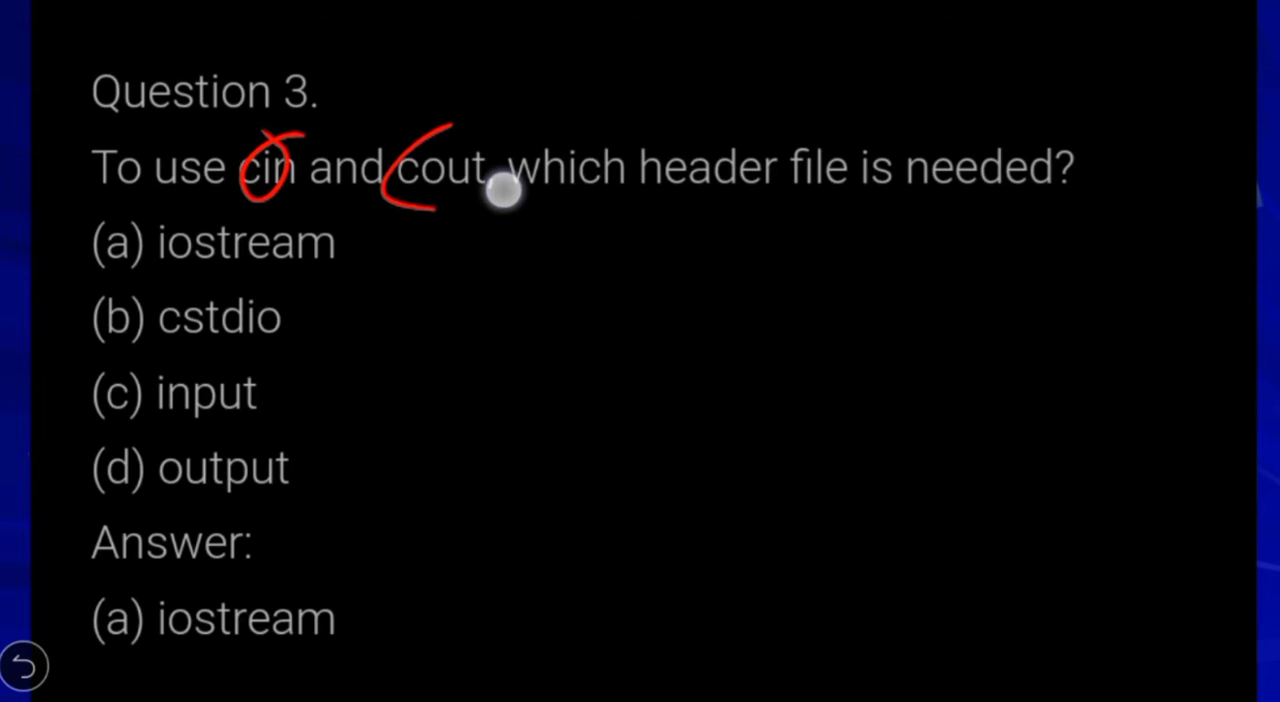 Question 3.
To use cin and cout, which header file is needed?
(a) iostream
(b) cstdio
(c) input
(d) output
Answer:
(a) iostream